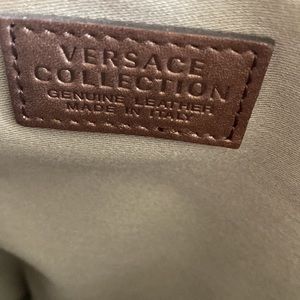 VERSACE
COLLECTION
GENUINE LEATHER
MADE IN ITALY